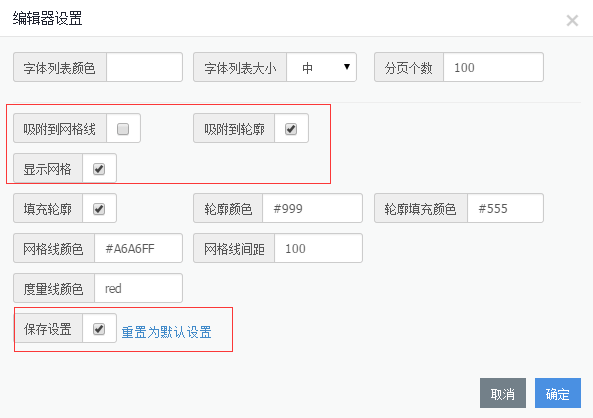 编辑器设置 ×
字体列表颜色 字体列表大小 中 分页个数 100
吸附到网格线 吸附到轮廓
显示网格
填充轮廓 轮廓颜色 #999 轮廓填充颜色 #555
网格线颜色 #A6A6FF 网格线间距 100
度量线颜色 red
保存设置 重置为默认设置
取消 确定